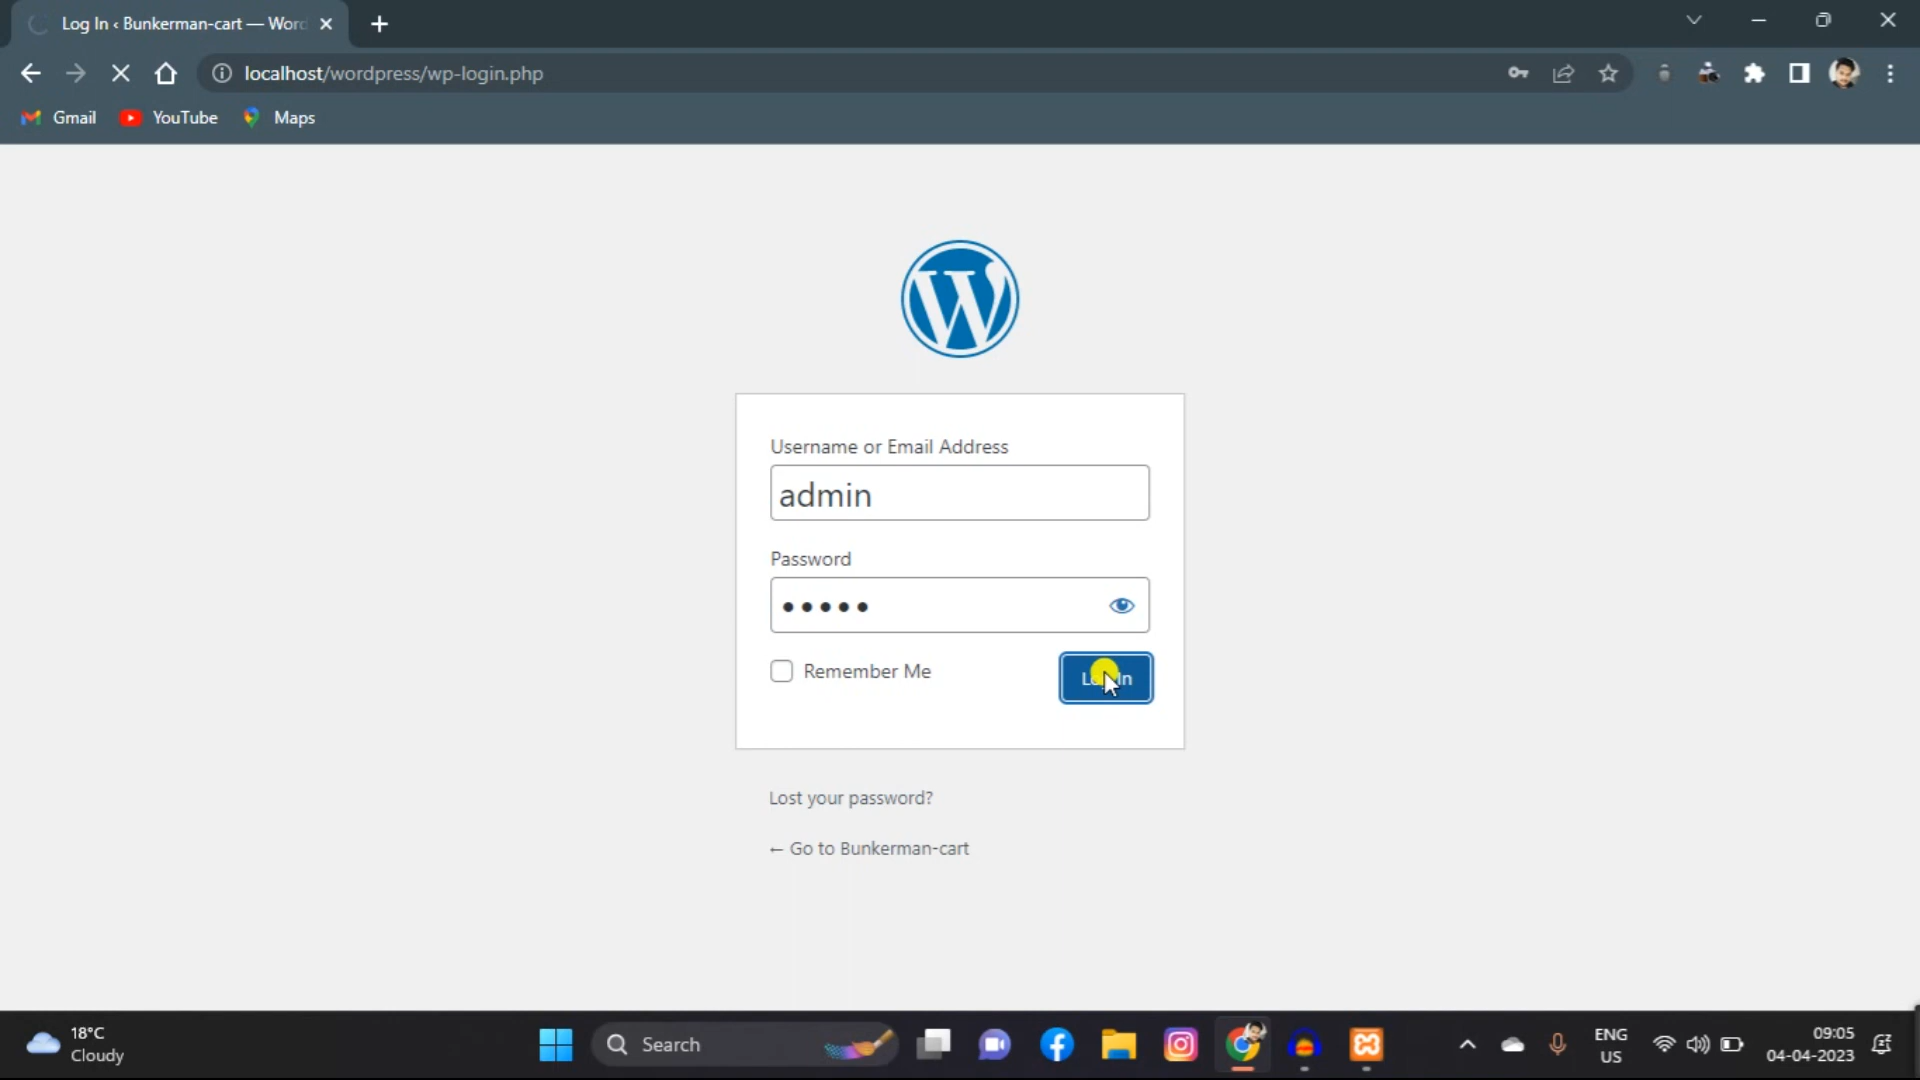 Log In ‹ Bunkerman-cart — Word
localhost/wordpress/wp-login.php
Gmail
YouTube
Maps
Username or Email Address
admin
Password
Remember Me
Log In
Lost your password?
← Go to Bunkerman-cart
18°C
Cloudy
Search
ENG
US
09:05
04-04-2023